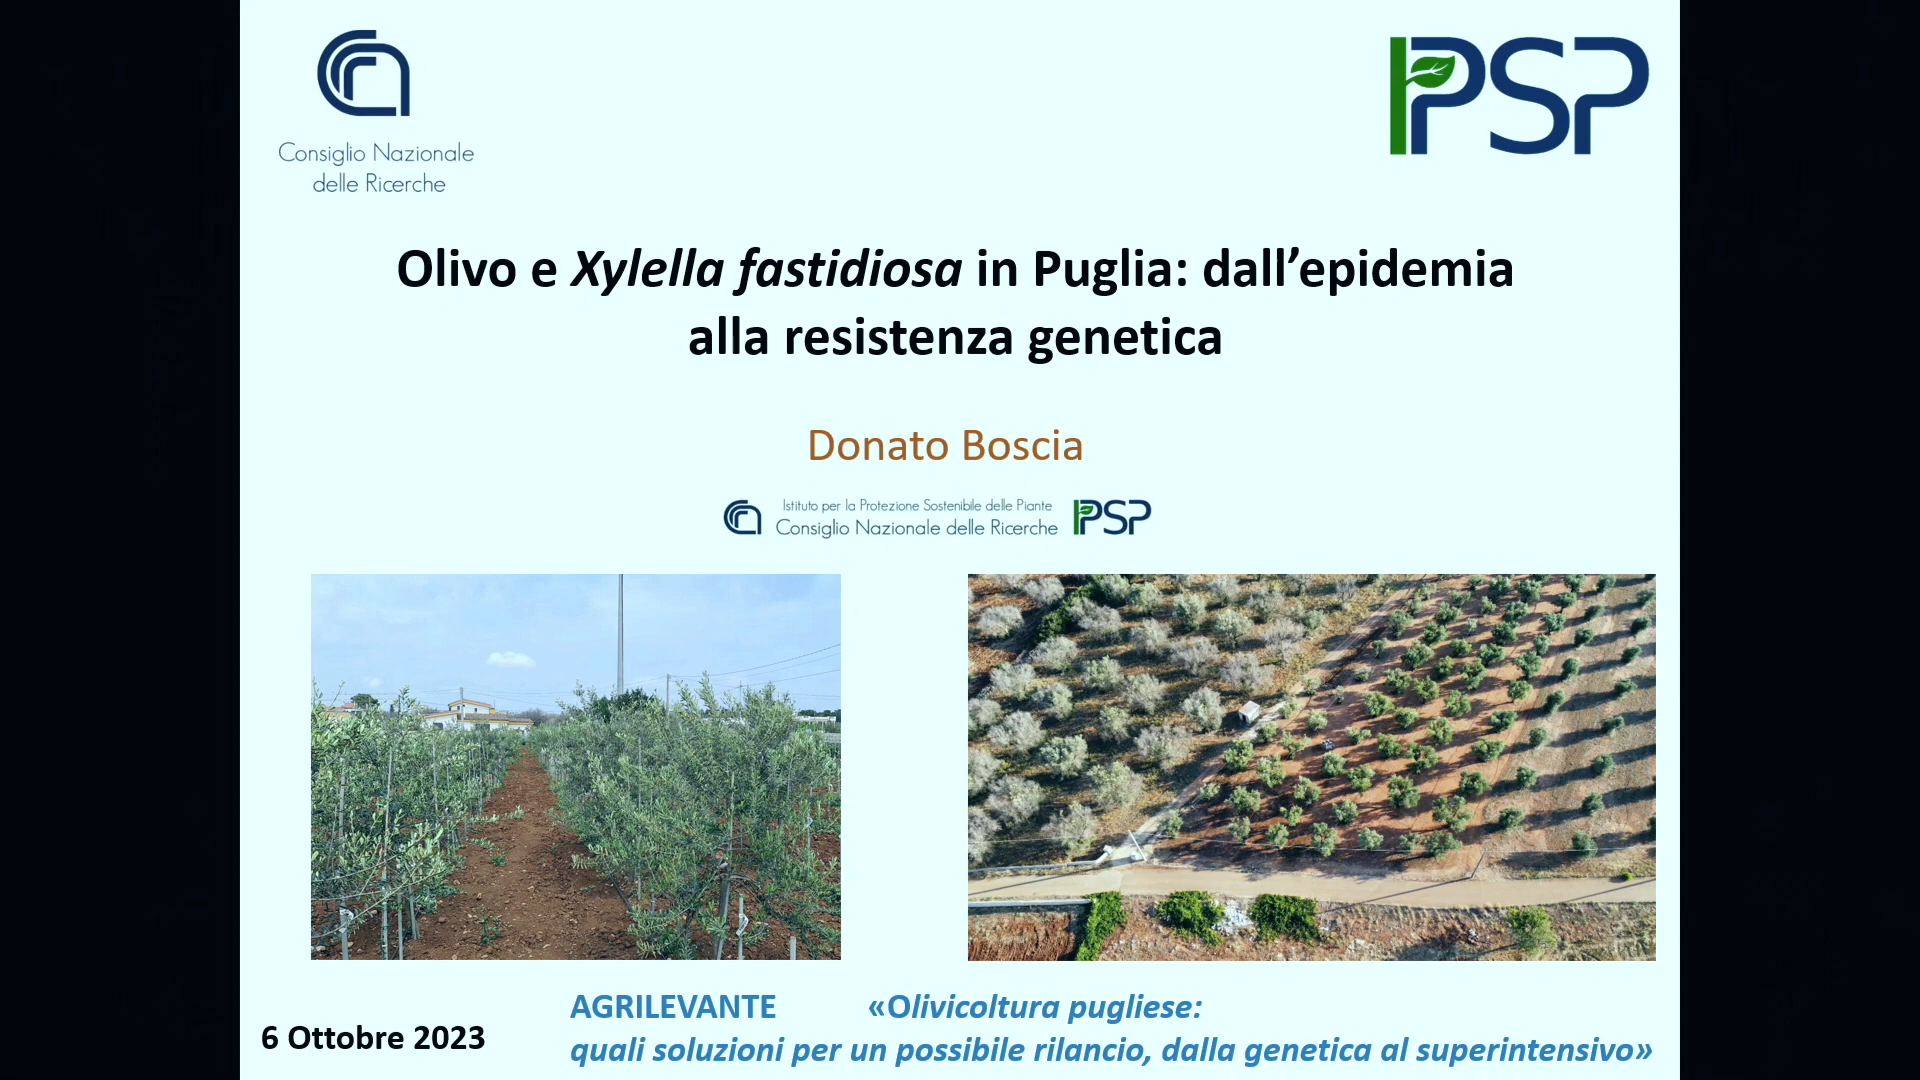 Consiglio Nazionale
delle Ricerche
IPSP
Olivo e Xylella fastidiosa in Puglia: dall’epidemia
alla resistenza genetica
Donato Boscia
Istituto per la Protezione Sostenibile delle Piante
Consiglio Nazionale delle Ricerche
IPSP
AGRILEVANTE «Olivicoltura pugliese:
6 Ottobre 2023
quali soluzioni per un possibile rilancio, dalla genetica al superintensivo»